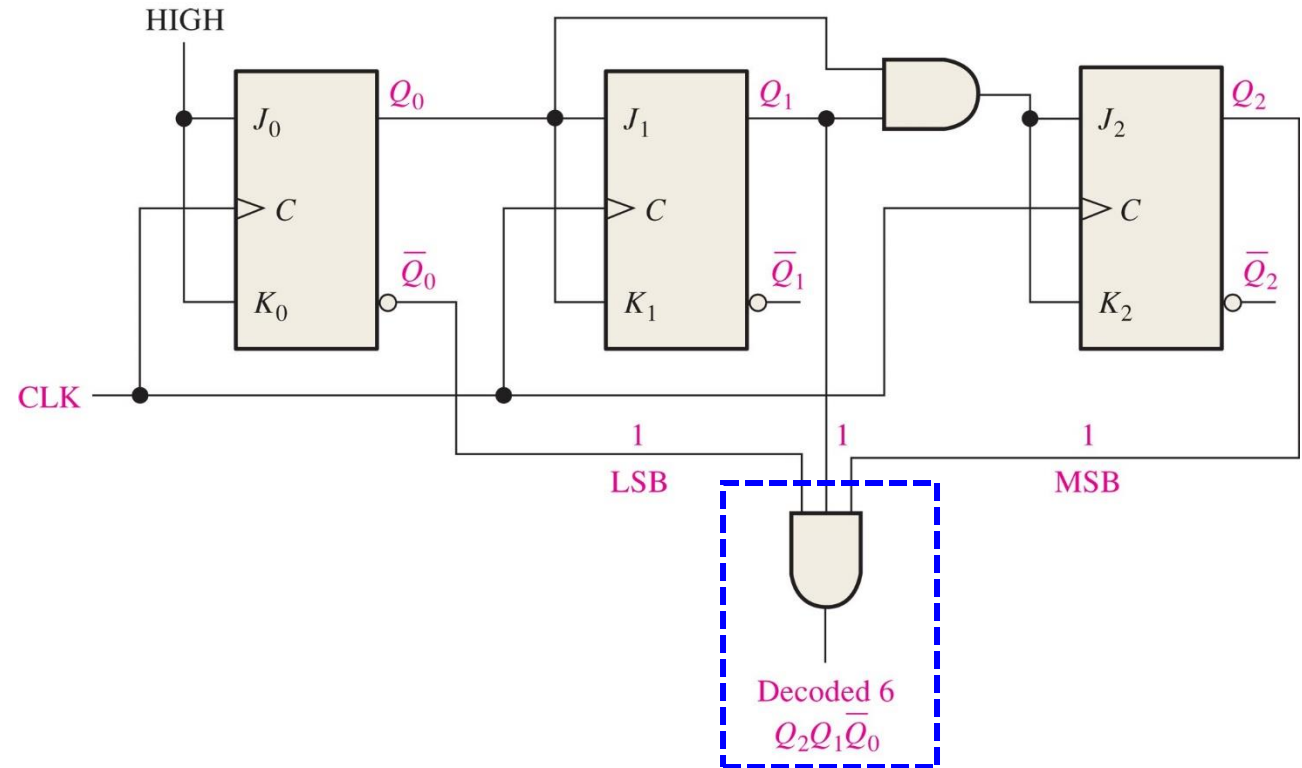 HIGH
Q₀
Q₁
Q₂
J₀
J₁
J₂
C
C
C
Q̅₀
Q̅₁
Q̅₂
K₀
K₁
K₂
CLK
1
1
1
LSB
MSB
Decoded 6
Q₂Q₁Q̅₀